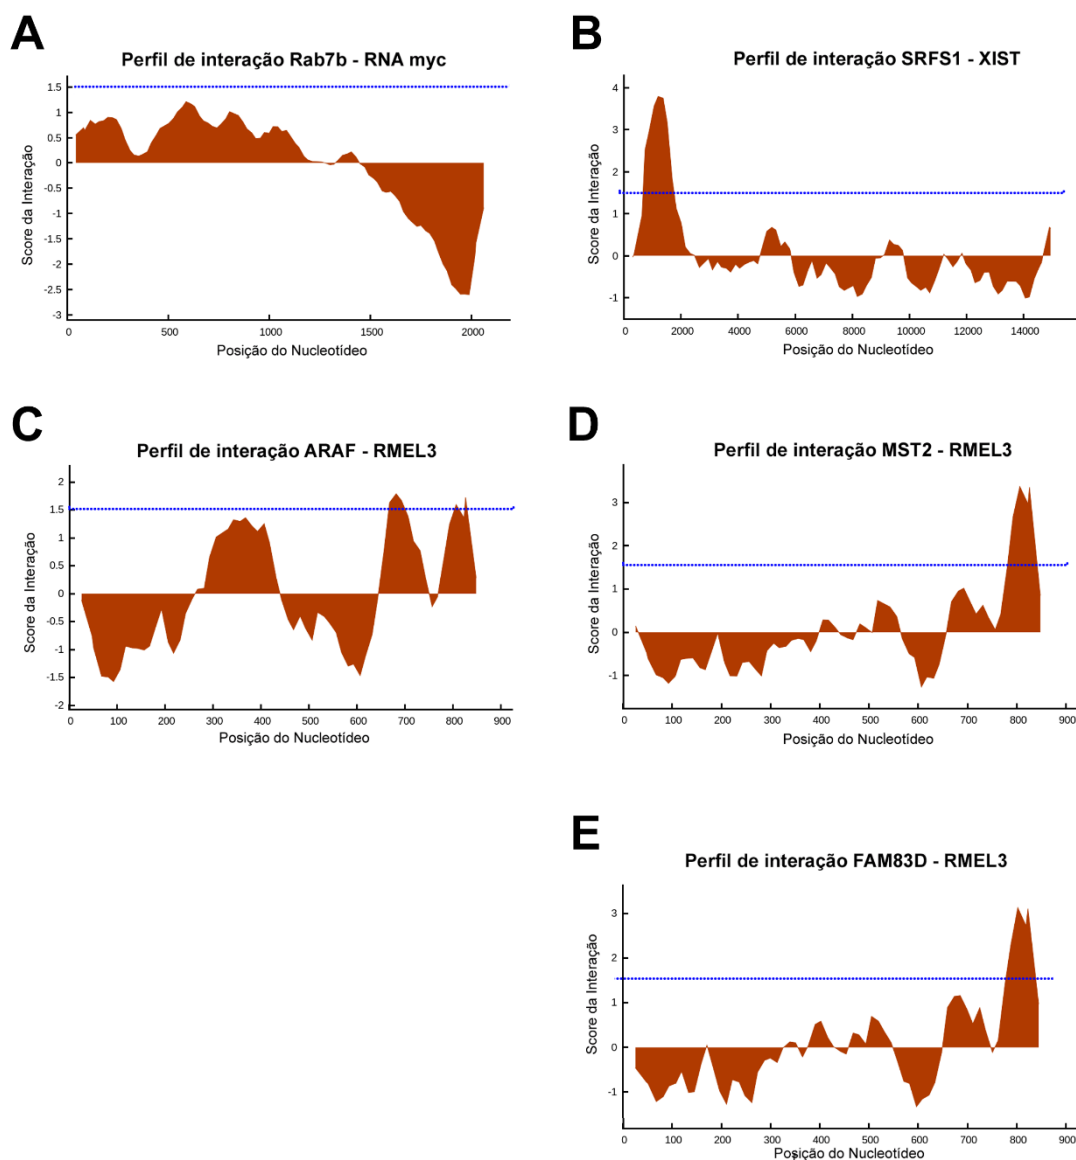 A
Perfil de interação Rab7b - RNA myc
Score da Interação
1.5
1
0.5
0
-0.5
-1
-1.5
-2
-2.5
-3
0 500 1000 1500 2000
Posição do Nucleotídeo
B
Perfil de interação SRFS1 - XIST
Score da Interação
4
3
2
1
0
-1
0 2000 4000 6000 8000 10000 12000 14000
Posição do Nucleotídeo
C
Perfil de interação ARAF - RMEL3
Score da Interação
2
1.5
1
0.5
0
-0.5
-1
-1.5
-2
0 100 200 300 400 500 600 700 800 900
Posição do Nucleotídeo
D
Perfil de interação MST2 - RMEL3
Score da Interação
3
2
1
0
-1
0 100 200 300 400 500 600 700 800 900
Posição do Nucleotídeo
E
Perfil de interação FAM83D - RMEL3
Score da Interação
3
2
1
0
-1
0 100 200 300 400 500 600 700 800 900
Posição do Nucleotídeo